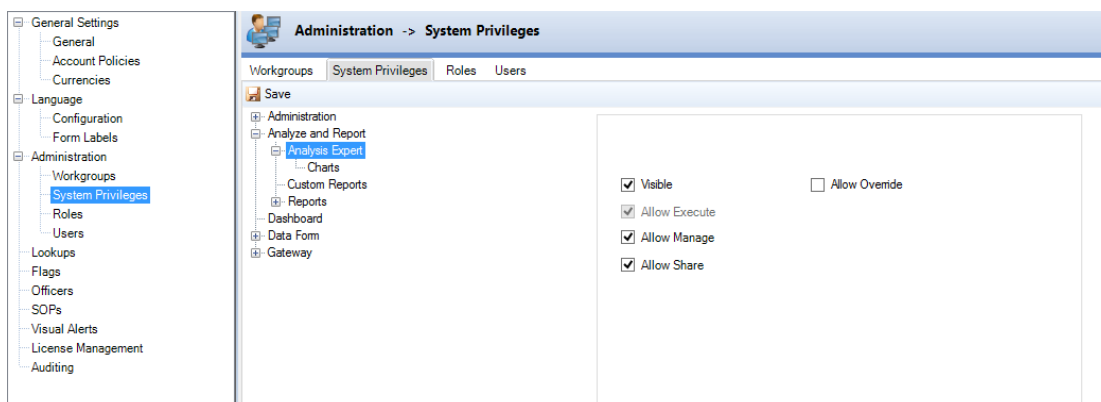 General Settings
General
Account Policies
Currencies
Language
Configuration
Form Labels
Administration
Workgroups
System Privileges
Roles
Users
Lookups
Flags
Officers
SOPs
Visual Alerts
License Management
Auditing
Administration -> System Privileges
Workgroups System Privileges Roles Users
Save
Administration
Analyze and Report
Analysis Expert
Charts
Custom Reports
Reports
Dashboard
Data Form
Gateway
Visible Allow Override
Allow Execute
Allow Manage
Allow Share